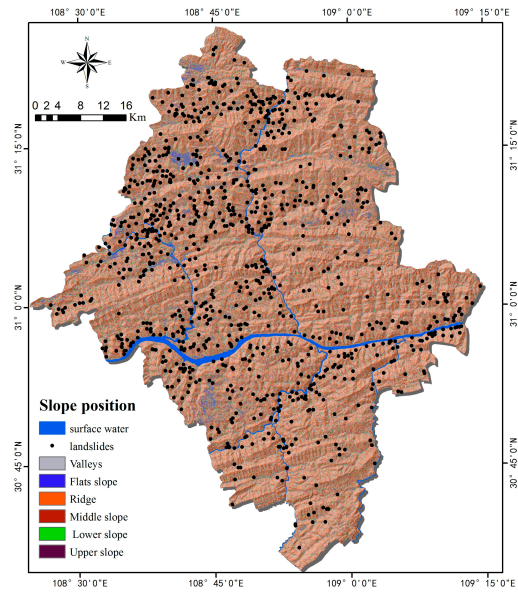 108° 30'0"E 108° 45'0"E 109° 0'0"E 109° 15'0"E
N
W E
S
0 2 4 8 12 16
Km
31° 15'0"N 31° 15'0"N
31° 0'0"N 31° 0'0"N
30° 45'0"N 30° 45'0"N
Slope position
surface water
landslides
Valleys
Flats slope
Ridge
Middle slope
Lower slope
Upper slope
108° 30'0"E 108° 45'0"E 109° 0'0"E 109° 15'0"E